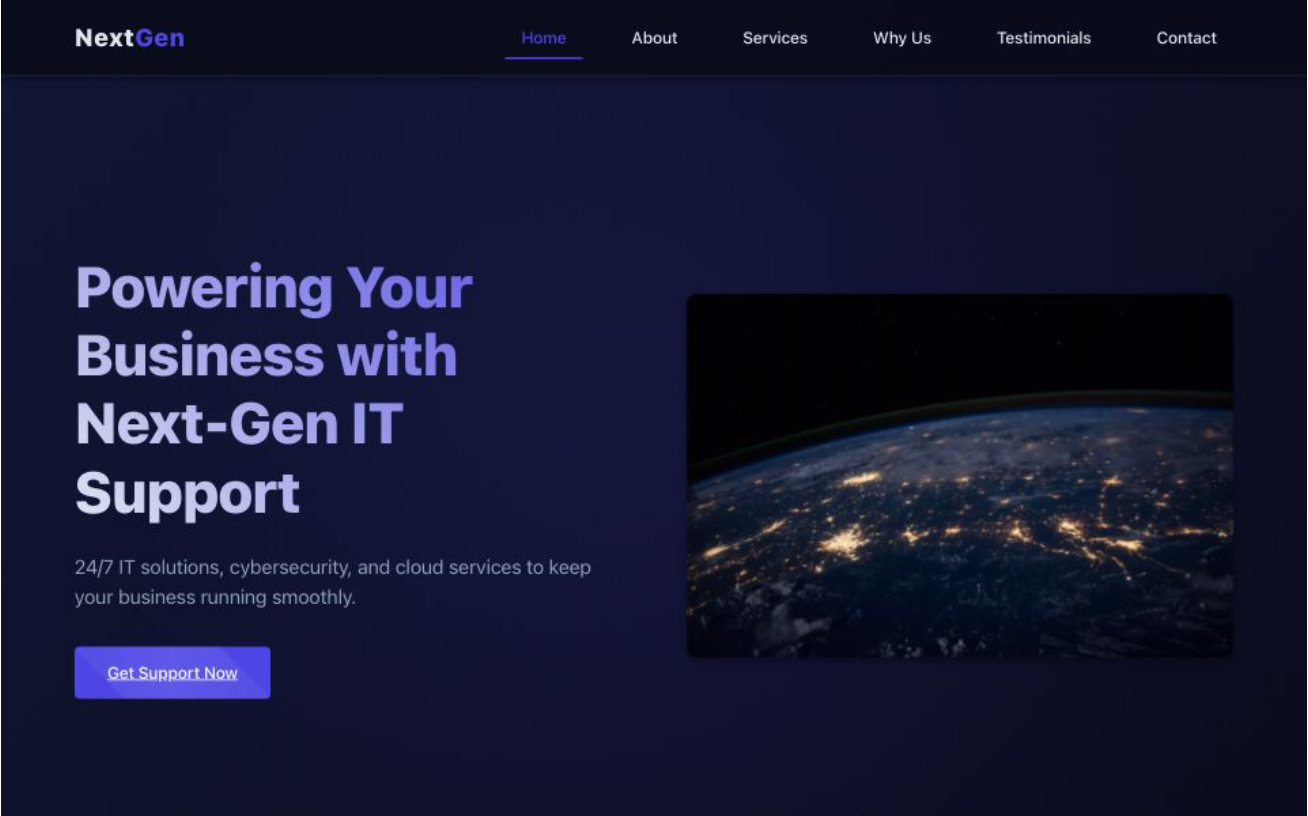 NextGen
Home About Services Why Us Testimonials Contact
Powering Your
Business with
Next-Gen IT
Support
24/7 IT solutions, cybersecurity, and cloud services to keep
your business running smoothly.
Get Support Now